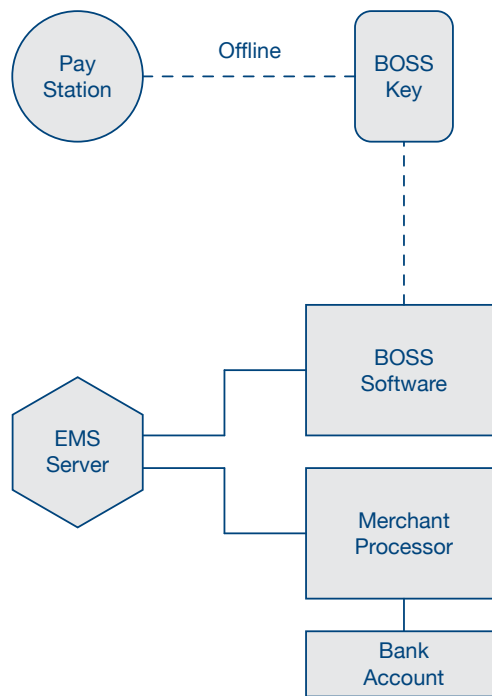 Offline
Pay
Station
BOSS
Key
BOSS
Software
EMS
Server
Merchant
Processor
Bank
Account